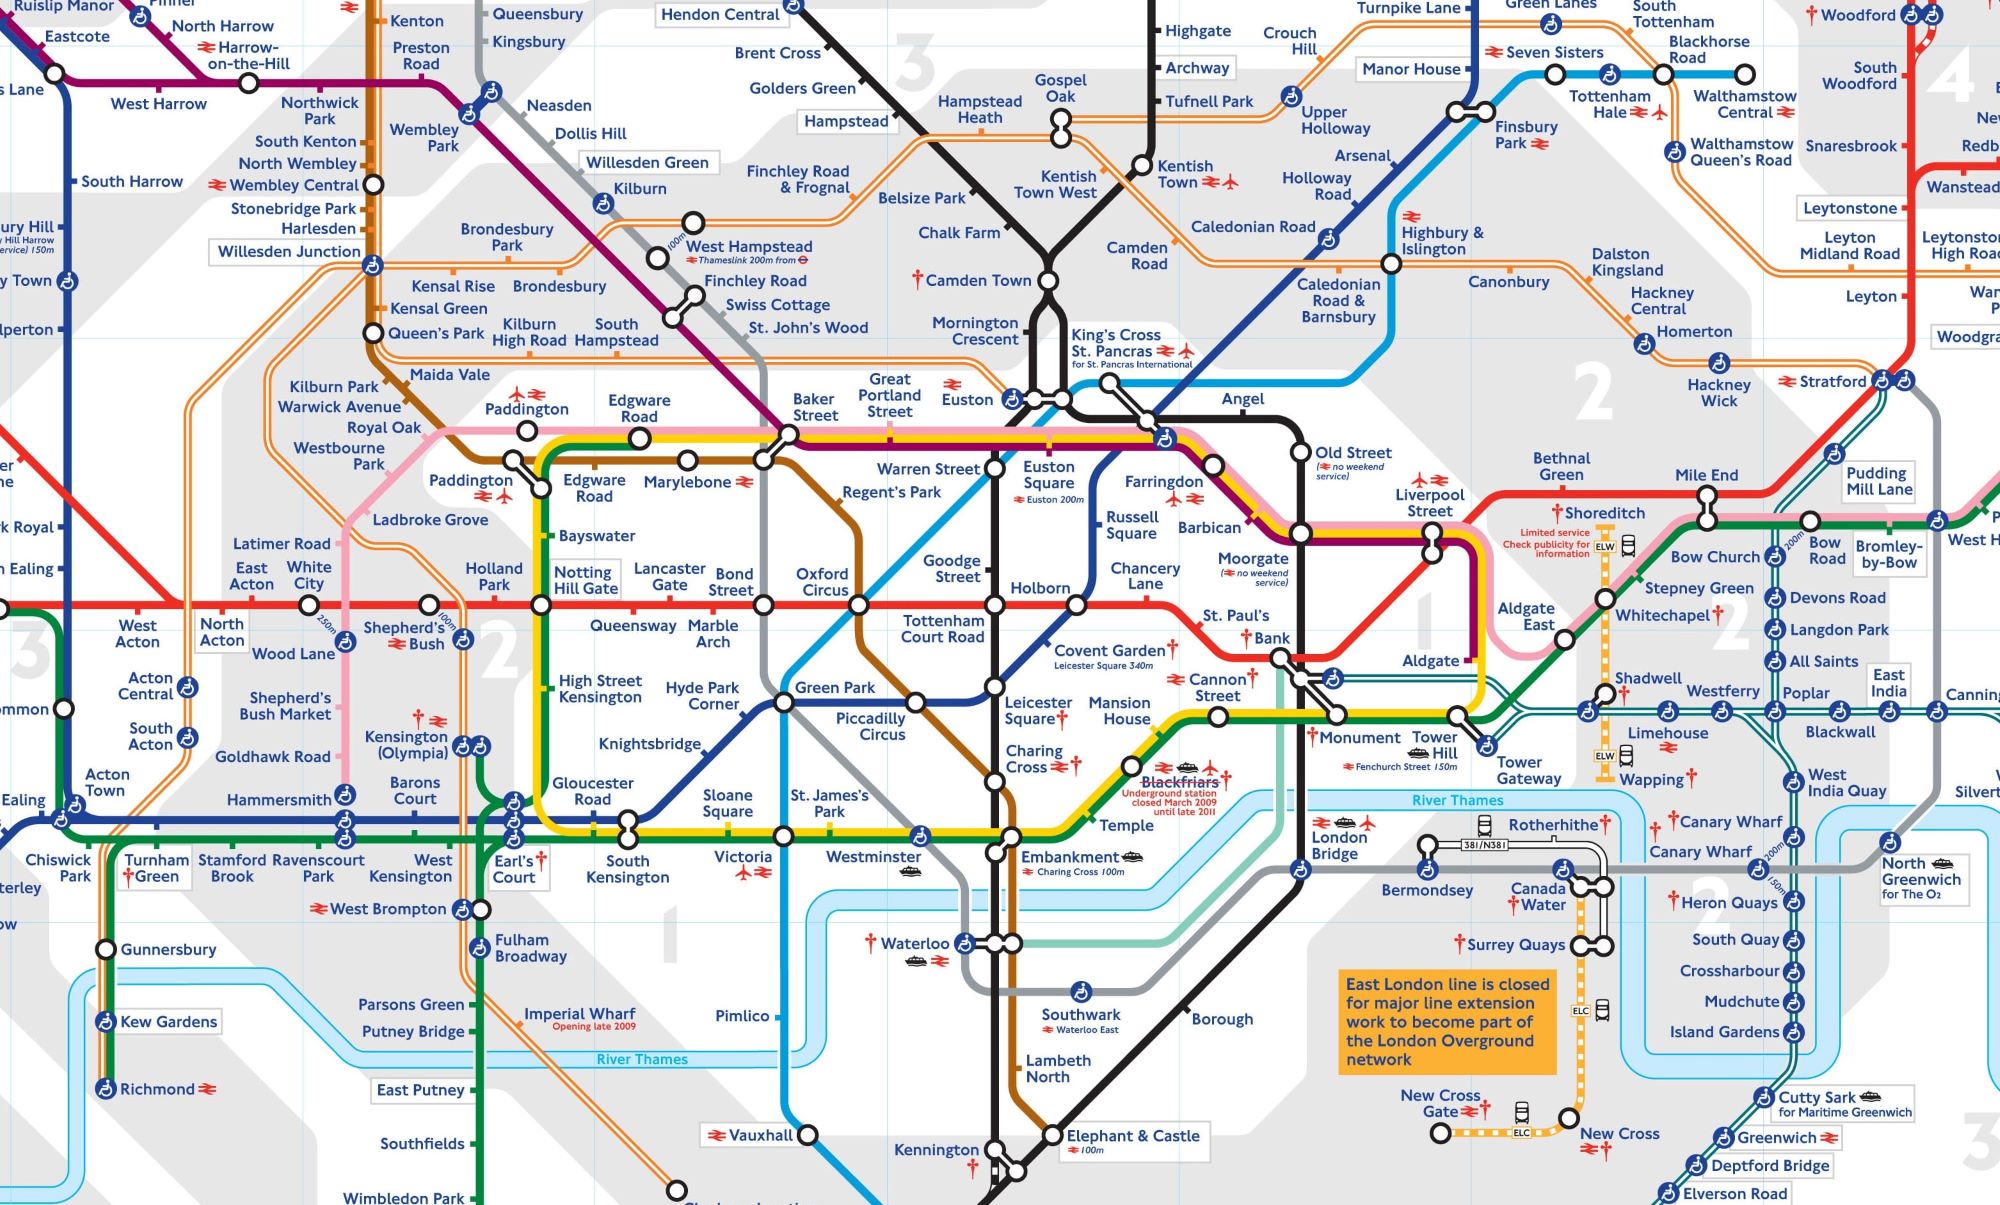 Ruislip Manor
Pinner
North Harrow
Eastcote
Harrow-
on-the-Hill
s Lane
West Harrow
Northwick
Park
Preston
Road
Kenton
Queensbury
Kingsbury
Hendon Central
Brent Cross
Golders Green
Hampstead
3
Highgate
Archway
Tufnell Park
Gospel
Oak
Hampstead
Heath
Crouch
Hill
Upper
Holloway
Turnpike Lane
Manor House
Green Lanes
Seven Sisters
South
Tottenham
Blackhorse
Road
Tottenham
Hale
Walthamstow
Central
Walthamstow
Queen's Road
Woodford
South
Woodford
4
Snaresbrook
Redb
Wanstead
Leytonstone
South Kenton
North Wembley
Wembley Central
Stonebridge Park
Harlesden
Willesden Junction
Wembley
Park
Neasden
Dollis Hill
Willesden Green
Kilburn
Finchley Road
& Frognal
Belsize Park
Chalk Farm
Kentish
Town West
Kentish
Town
Finsbury
Park
Arsenal
Holloway
Road
Caledonian Road
Highbury &
Islington
South Harrow
ury Hill
y Hill Harrow
ervice) 150m
y Town
lperton
Brondesbury
Park
100m
West Hampstead
Thameslink 200m from
Finchley Road
Swiss Cottage
St. John's Wood
Kensal Rise
Brondesbury
Kensal Green
Queen's Park
Kilburn
High Road
South
Hampstead
Camden Town
Camden
Road
Mornington
Crescent
Caledonian
Road &
Barnsbury
Canonbury
Dalston
Kingsland
Hackney
Central
Homerton
Hackney
Wick
Leyton
Midland Road
Leytonsto
High Roa
Leyton
Wan
P
Woodgra
Stratford
2
King's Cross
St. Pancras
for St. Pancras International
Maida Vale
Kilburn Park
Warwick Avenue
Royal Oak
Westbourne
Park
Paddington
Edgware
Road
Great
Portland
Street
Baker
Street
Euston
Angel
Old Street
no weekend
service)
Bethnal
Green
Mile End
Pudding
Mill Lane
Paddington
Edgware
Road
Marylebone
Regent's Park
Warren Street
Euston
Square
Euston 200m
Farringdon
Barbican
Moorgate
no weekend
service)
Liverpool
Street
Shoreditch
Limited service
Check publicity for
information
ELW
Bow Church
200m
Bow
Road
Bromley-
by-Bow
West H
Ladbroke Grove
Latimer Road
Bayswater
Russell
Square
Goodge
Street
Stepney Green
Whitechapel
Devons Road
Langdon Park
All Saints
rk Royal
n Ealing
East
Acton
White
City
Holland
Park
Notting
Hill Gate
Lancaster
Gate
Bond
Street
Oxford
Circus
Holborn
Chancery
Lane
St. Paul's
Bank
Aldgate
East
1
2
West
Acton
North
Acton
250m
Wood Lane
Shepherd's
Bush
100m
2
Queensway
Marble
Arch
Tottenham
Court Road
Covent Garden
Leicester Square 340m
Aldgate
3
Acton
Central
Shepherd's
Bush Market
High Street
Kensington
Hyde Park
Corner
Green Park
Piccadilly
Circus
Leicester
Square
Mansion
House
Cannon
Street
Shadwell
Westferry
Poplar
East
India
Canning
mmon
South
Acton
Goldhawk Road
Kensington
(Olympia)
Knightsbridge
Charing
Cross
Monument
Tower
Hill
Fenchurch Street 150m
Tower
Gateway
Limehouse
Blackwall
ELW
Wapping
Ealing
Acton
Town
Hammersmith
Barons
Court
Gloucester
Road
Sloane
Square
St. James's
Park
Blackfriars
Underground station
closed March 2009
until late 2011
Temple
River Thames
West
India Quay
Silvert
Chiswick
Park
Turnham
Green
Stamford
Brook
Ravenscourt
Park
West
Kensington
Earl's
Court
South
Kensington
Victoria
Westminster
Embankment
Charing Cross 100m
London
Bridge
381/N381
Rotherhithe
Canary Wharf
Canary Wharf
200m
150m
North
Greenwich
for The O2
terley
ow
West Brompton
Fulham
Broadway
1
Waterloo
Bermondsey
Canada
Water
2
Heron Quays
South Quay
Crossharbour
Mudchute
Island Gardens
Gunnersbury
Kew Gardens
Richmond
Parsons Green
Putney Bridge
Imperial Wharf
Opening late 2009
Pimlico
River Thames
Southwark
Waterloo East
Borough
Surrey Quays
ELC
East London line is closed
for major line extension
work to become part of
the London Overground
network
East Putney
Southfields
Wimbledon Park
Vauxhall
Lambeth
North
Kennington
Elephant & Castle
100m
New Cross
Gate
ELC
New Cross
Cutty Sark
for Maritime Greenwich
Greenwich
Deptford Bridge
Elverson Road
3